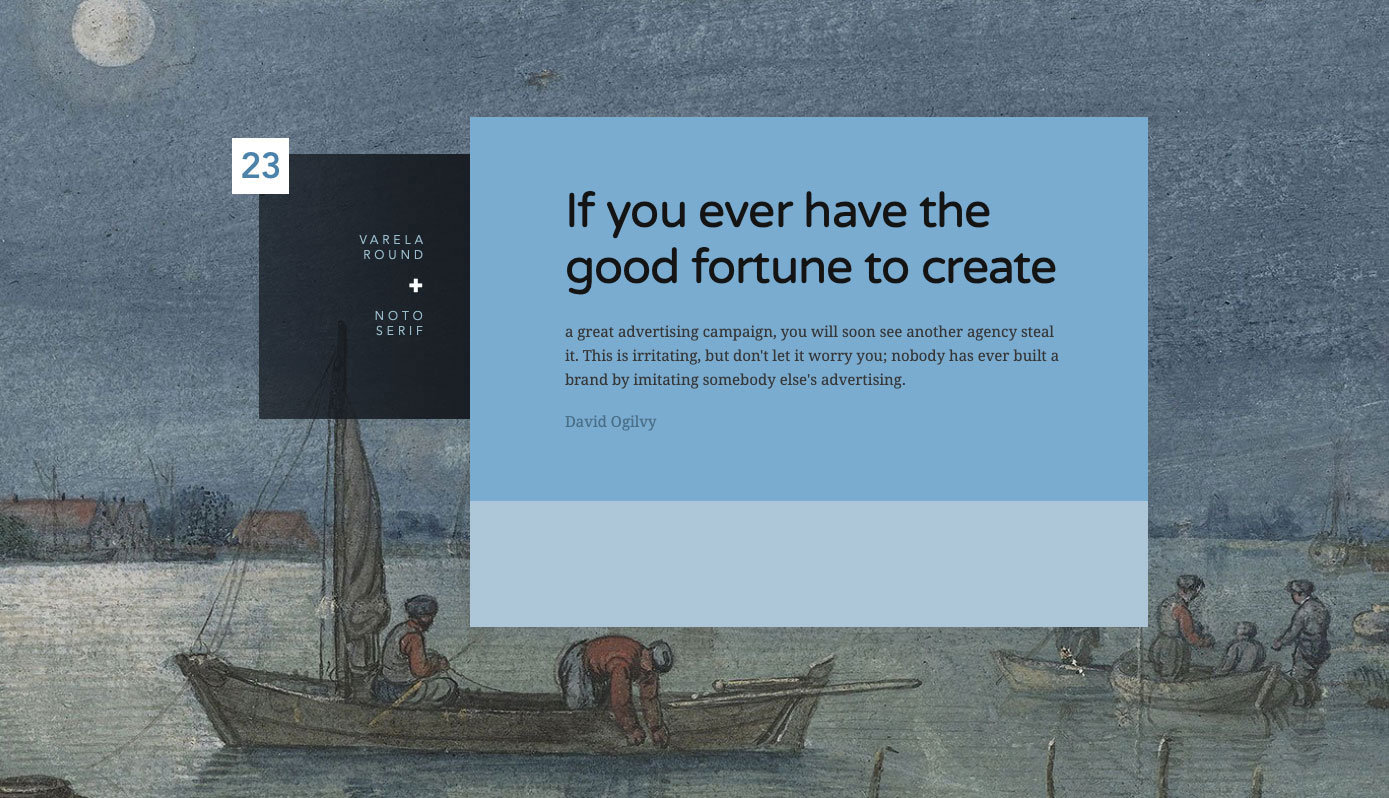 23
VARELA
ROUND
+
NOTO
SERIF
If you ever have the
good fortune to create
a great advertising campaign, you will soon see another agency steal
it. This is irritating, but don't let it worry you; nobody has ever built a
brand by imitating somebody else's advertising.
David Ogilvy